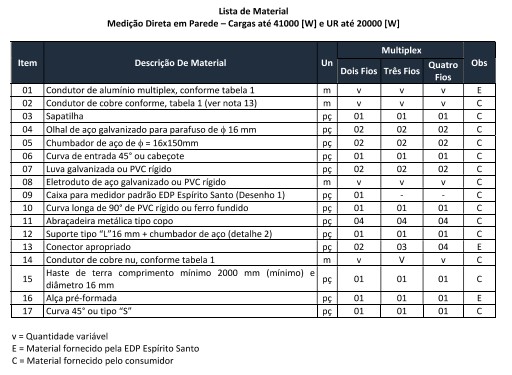 Lista de Material
Medição Direta em Parede – Cargas até 41000 [W] e UR até 20000 [W]
Item Descrição De Material Un Multiplex Obs
Dois Fios Três Fios Quatro Fios
01 Condutor de alumínio multiplex, conforme tabela 1 m v v v E
02 Condutor de cobre conforme, tabela 1 (ver nota 13) m v v v C
03 Sapatilha pç 01 01 01 C
04 Olhal de aço galvanizado para parafuso de ϕ 16 mm pç 02 02 02 C
05 Chumbador de aço de ϕ = 16x150mm pç 02 02 02 C
06 Curva de entrada 45° ou cabeçote pç 01 01 01 C
07 Luva galvanizada ou PVC rígido pç 02 02 02 C
08 Eletroduto de aço galvanizado ou PVC rígido m v v v C
09 Caixa para medidor padrão EDP Espírito Santo (Desenho 1) pç 01 - - C
10 Curva longa de 90° de PVC rígido ou ferro fundido pç 01 01 01 C
11 Abraçadeira metálica tipo copo pç 04 04 04 C
12 Suporte tipo “L”16 mm + chumbador de aço (detalhe 2) pç 01 01 01 C
13 Conector apropriado pç 02 03 04 E
14 Condutor de cobre nu, conforme tabela 1 m v V v C
15 Haste de terra comprimento mínimo 2000 mm (mínimo) e
diâmetro 16 mm pç 01 01 01 C
16 Alça pré-formada pç 01 01 01 E
17 Curva 45° ou tipo “S” pç 01 01 01 C
v = Quantidade variável
E = Material fornecido pela EDP Espírito Santo
C = Material fornecido pelo consumidor